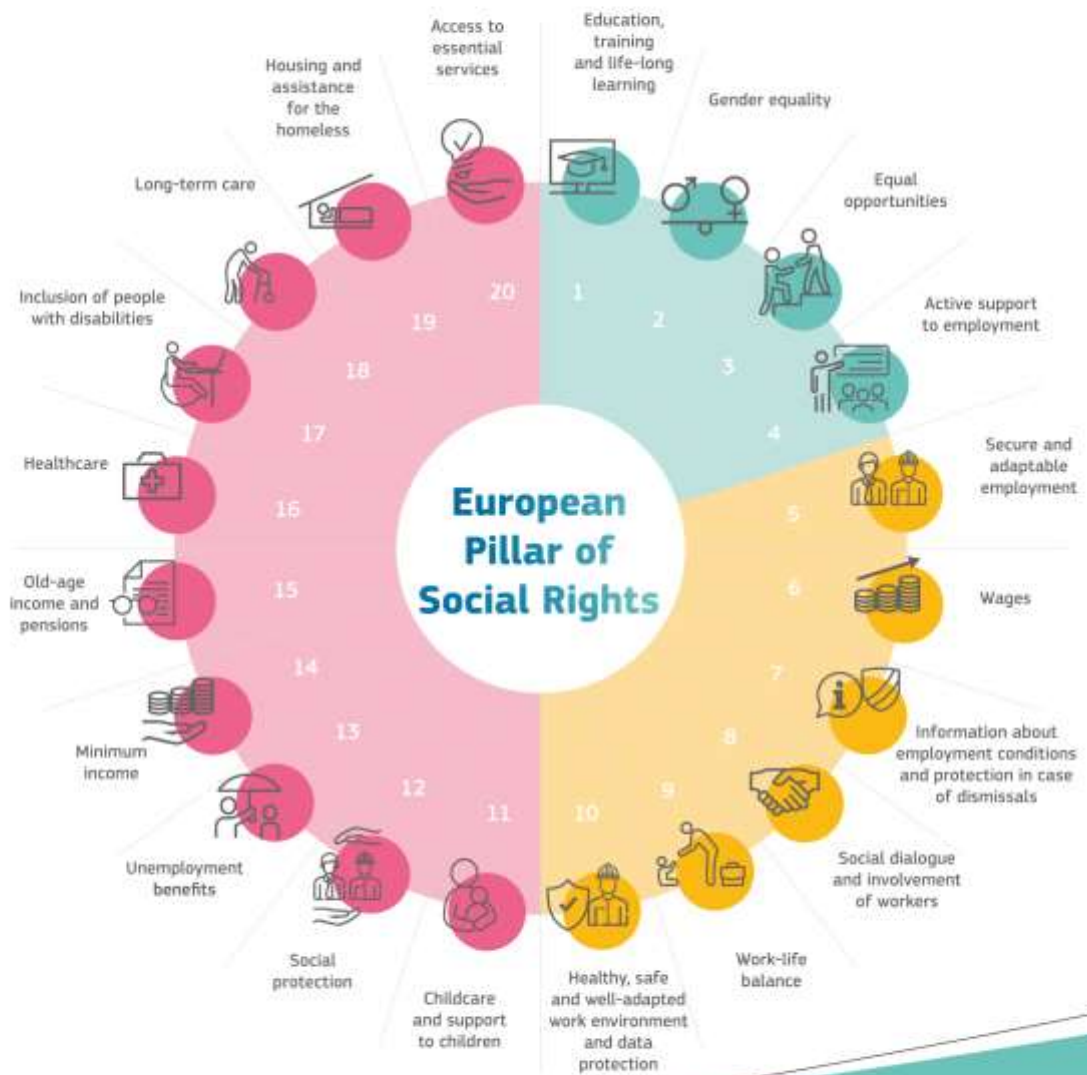 Access to
essential
services
Education,
training
and life-long
learning
Housing and
assistance
for the
homeless
Gender equality
Long-term care
Equal
opportunities
Inclusion of people
with disabilities
Active support
to employment
20
1
19
2
18
3
17
4
Healthcare
Secure and
adaptable
employment
16
5
European
Pillar of
Social Rights
Old-age
income and
pensions
15
6
Wages
14
7
Minimum
income
13
8
Information about
employment conditions
and protection in case
of dismissals
12
9
11
10
Unemployment
benefits
Social dialogue
and involvement
of workers
Social
protection
Work-life
balance
Childcare
and support
to children
Healthy, safe
and well-adapted
work environment
and data
protection